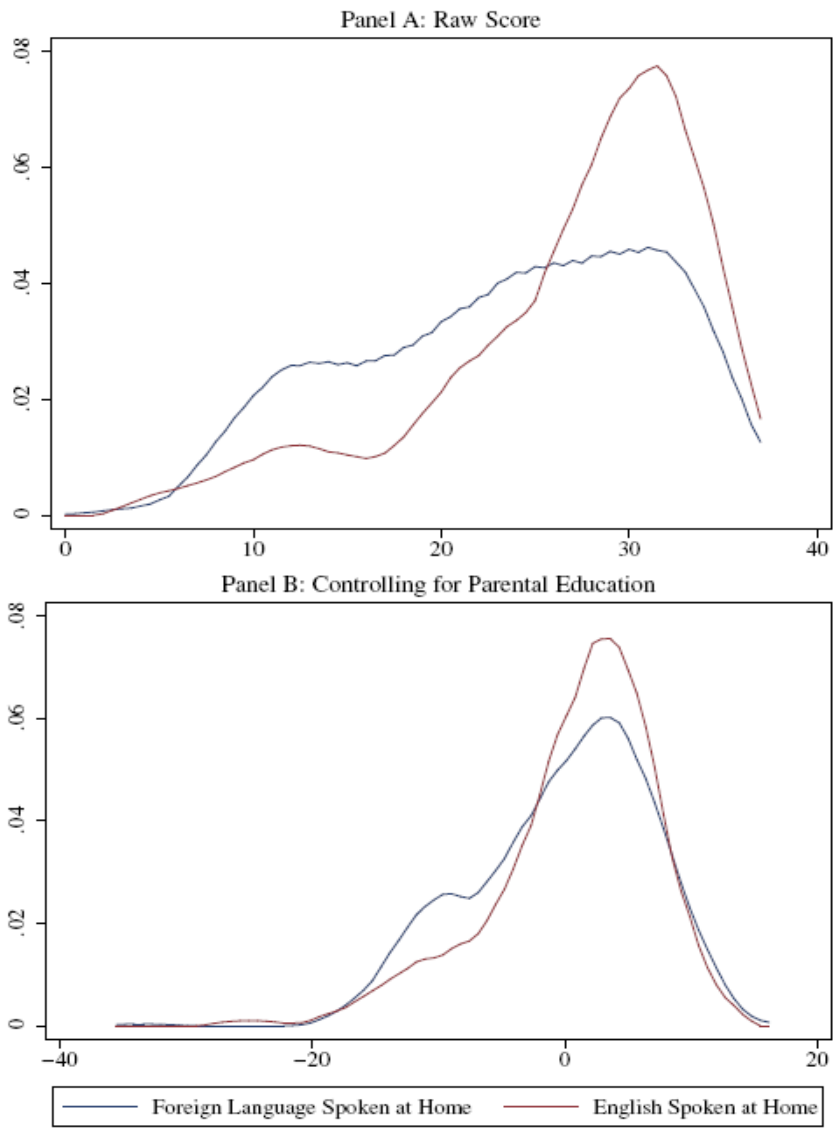 Panel A: Raw Score
.08
.06
.04
.02
0
0 10 20 30 40
Panel B: Controlling for Parental Education
.08
.06
.04
.02
0
−40 −20 0 20
Foreign Language Spoken at Home English Spoken at Home